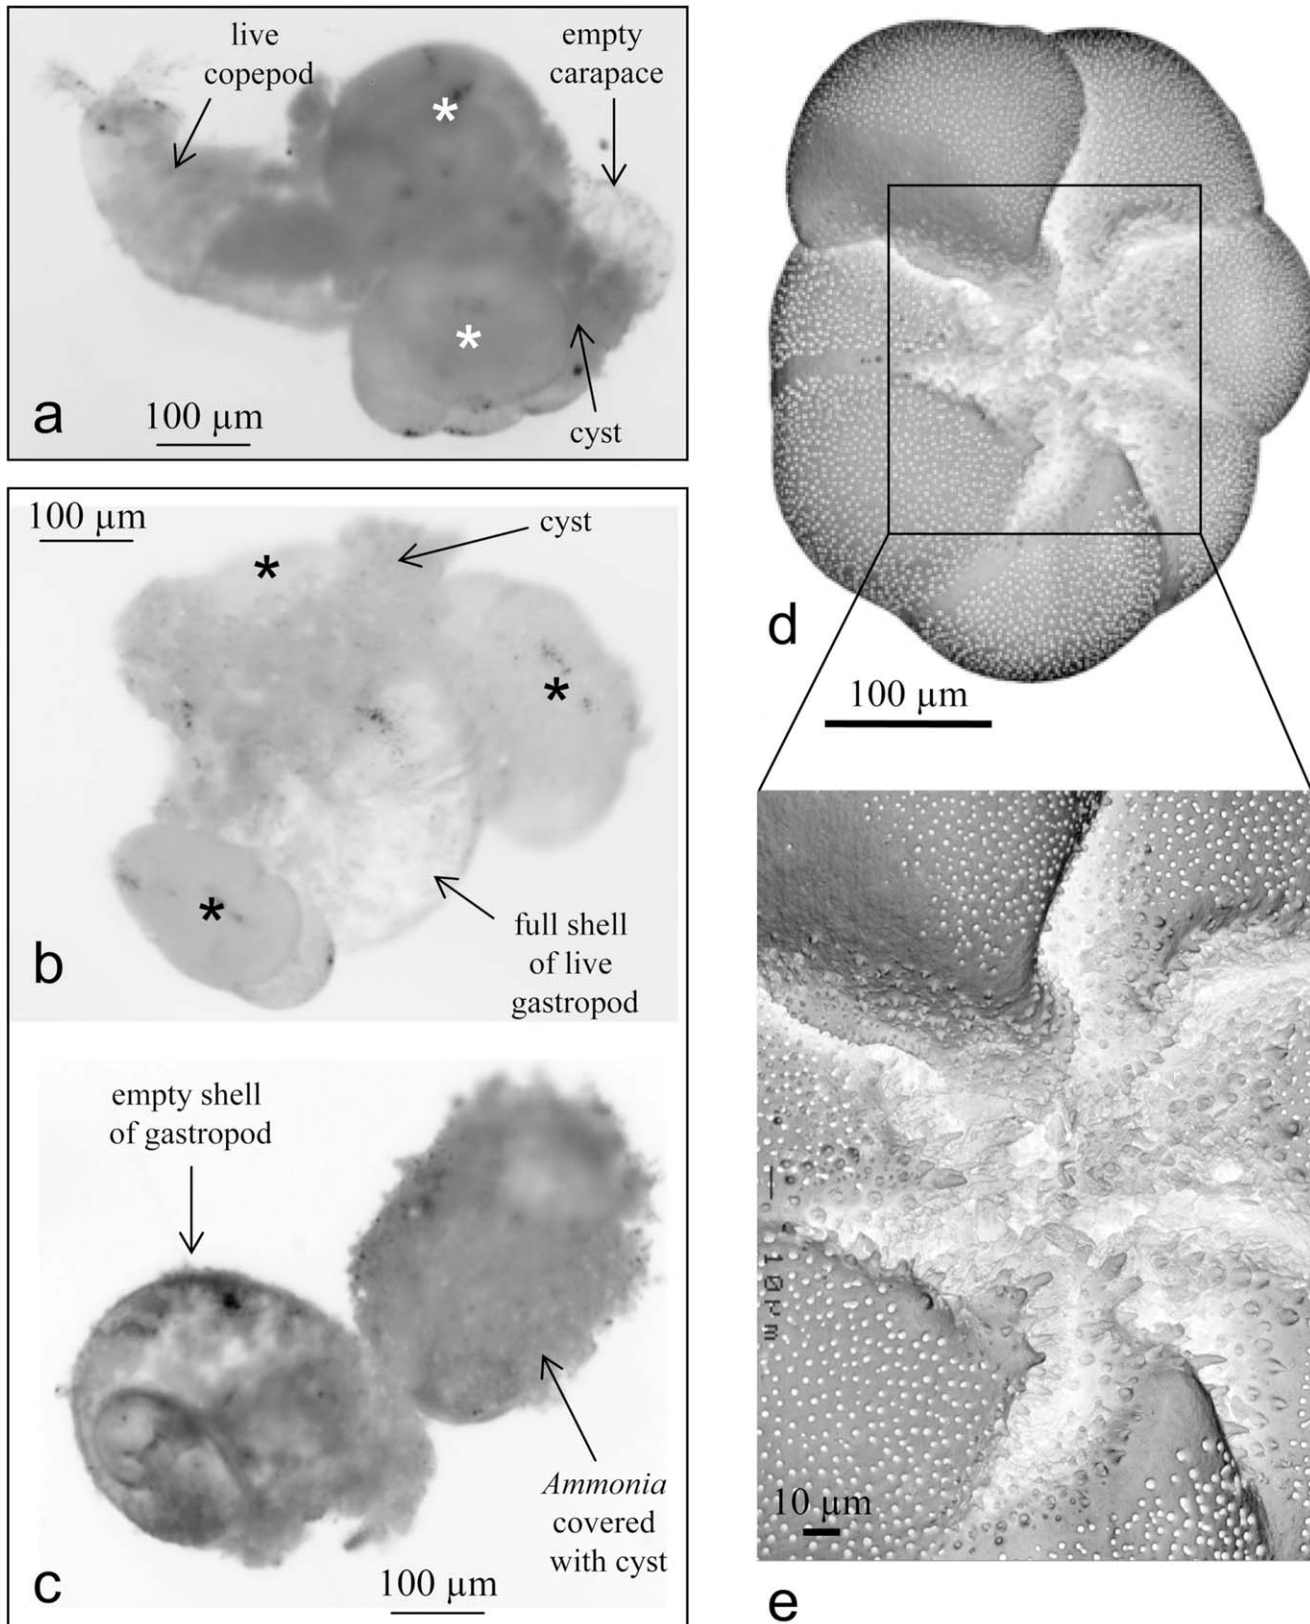 live
copepod
empty
carapace
*
*
cyst
a
100 µm
100 µm
cyst
*
*
*
full shell
of live
gastropod
b
empty shell
of gastropod
Ammonia
covered
with cyst
c
100 µm
d
100 µm
10µm
10 µm
e